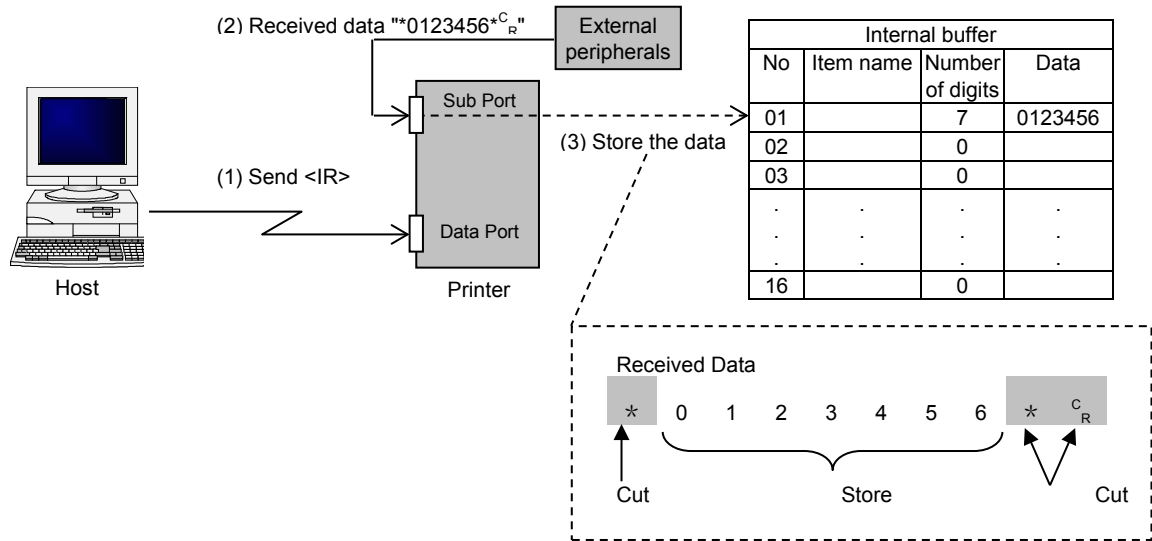 (2) Received data "*0123456*CR"
External
peripherals
Sub Port
(1) Send <IR>
Data Port
Host
Printer
(3) Store the data
Internal buffer
No Item name Number of digits Data
01 7 0123456
02 0
03 0
. . . .
. . . .
. . . .
16 0
Received Data
* 0 1 2 3 4 5 6 * CR
Cut Store Cut